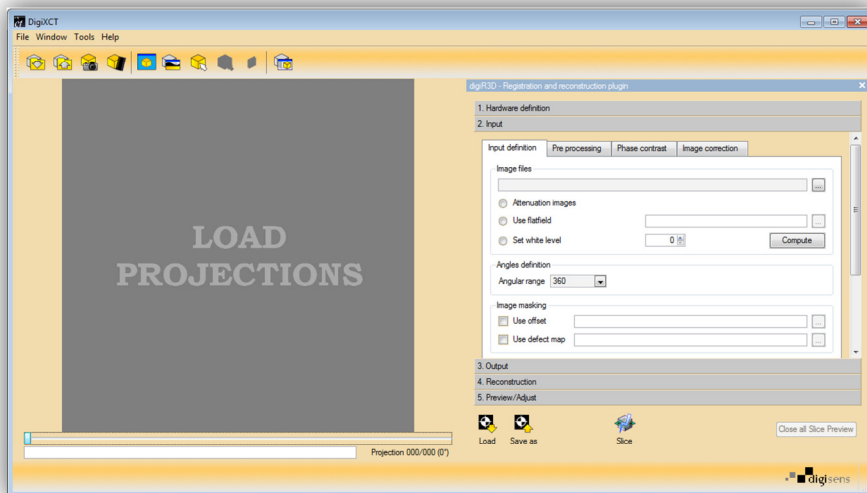 DigiXCT
File Window Tools Help
LOAD
PROJECTIONS
Projection 000/000 (0°)
digiR3D - Registration and reconstruction plugin
1. Hardware definition
2. Input
Input definition Pre processing Phase contrast Image correction
Image files
...
Attenuation images
Use flatfield ...
Set white level 0 Compute
Angles definition
Angular range 360
Image masking
Use offset ...
Use defect map ...
3. Output
4. Reconstruction
5. Preview/Adjust
Load Save as Slice Close all Slice Preview
digisens